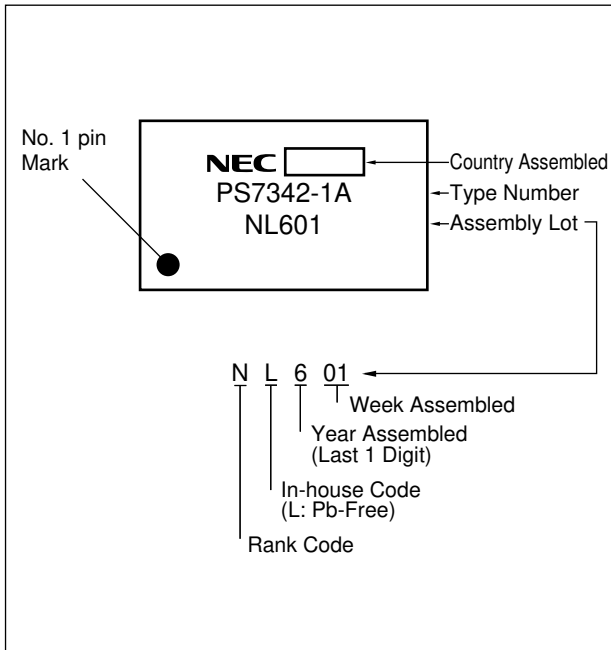 No. 1 pin
Mark
NEC
Country Assembled
PS7342-1A
Type Number
NL601
Assembly Lot
N L 6 01
Week Assembled
Year Assembled
(Last 1 Digit)
In-house Code
(L: Pb-Free)
Rank Code